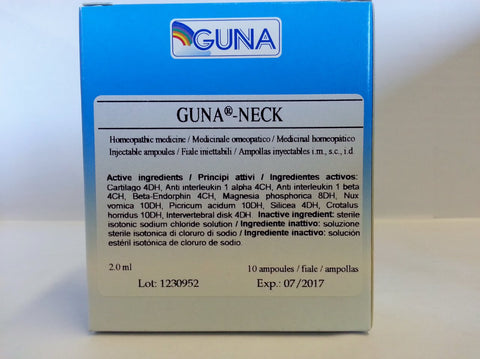 GUNA
GUNA®-NECK
Homeopathic medicine / Medicinale omeopatico / Medicinal homeopático
Injectable ampoules / Fiale iniettabili / Ampollas inyectables i.m., s.c., i.d.
Active ingredients / Principi attivi / Ingredientes activos:
Cartilago 4DH, Anti interleukin 1 alpha 4CH, Anti interleukin 1 beta
4CH, Beta-Endorphin 4CH, Magnesia phosphorica 8DH, Nux
vomica 10DH, Picricum acidum 10DH, Silicea 4DH, Crotalus
horridus 10DH, Intervertebral disk 4DH. Inactive ingredient: sterile
isotonic sodium chloride solution / Ingrediente inattivo: soluzione
sterile isotonica di cloruro di sodio / Ingrediente inactivo: solución
estéril isotónica de cloruro de sodio.
2.0 ml 10 ampoules / fiale / ampollas
Lot: 1230952 Exp.: 07/2017